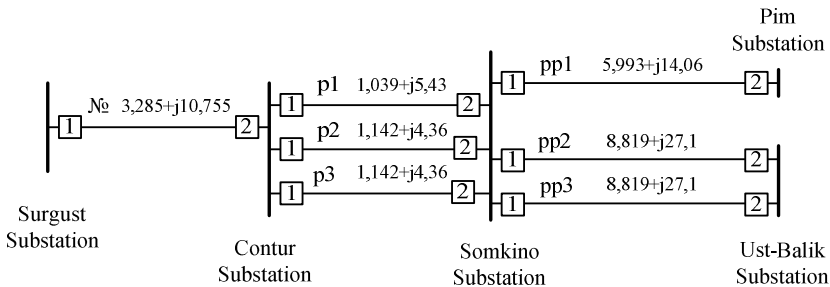 Pim
Substation
pp1 5,993+j14,06
1 2
p1 1,039+j5,43
1 2
№ 3,285+j10,755
1 2
p2 1,142+j4,36
1 2
pp2 8,819+j27,1
1 2
p3 1,142+j4,36
1 2
pp3 8,819+j27,1
1 2
Surgust
Substation
Contur
Substation
Somkino
Substation
Ust-Balik
Substation